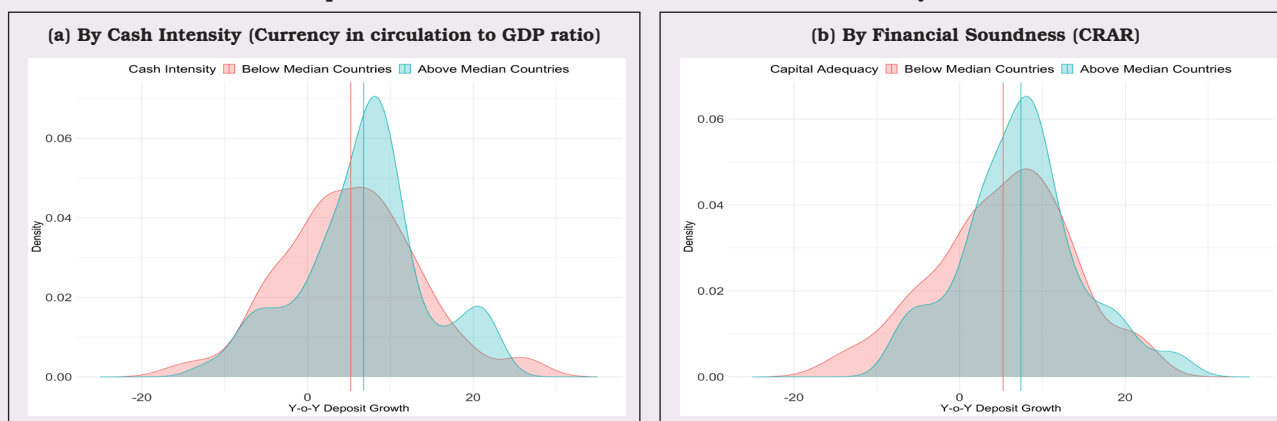 (a) By Cash Intensity (Currency in circulation to GDP ratio)
Cash Intensity Below Median Countries Above Median Countries
0.06
0.04
0.02
0.00
Density
-20 0 20
Y-o-Y Deposit Growth
(b) By Financial Soundness (CRAR)
Capital Adequacy Below Median Countries Above Median Countries
0.06
0.04
0.02
0.00
Density
-20 0 20
Y-o-Y Deposit Growth